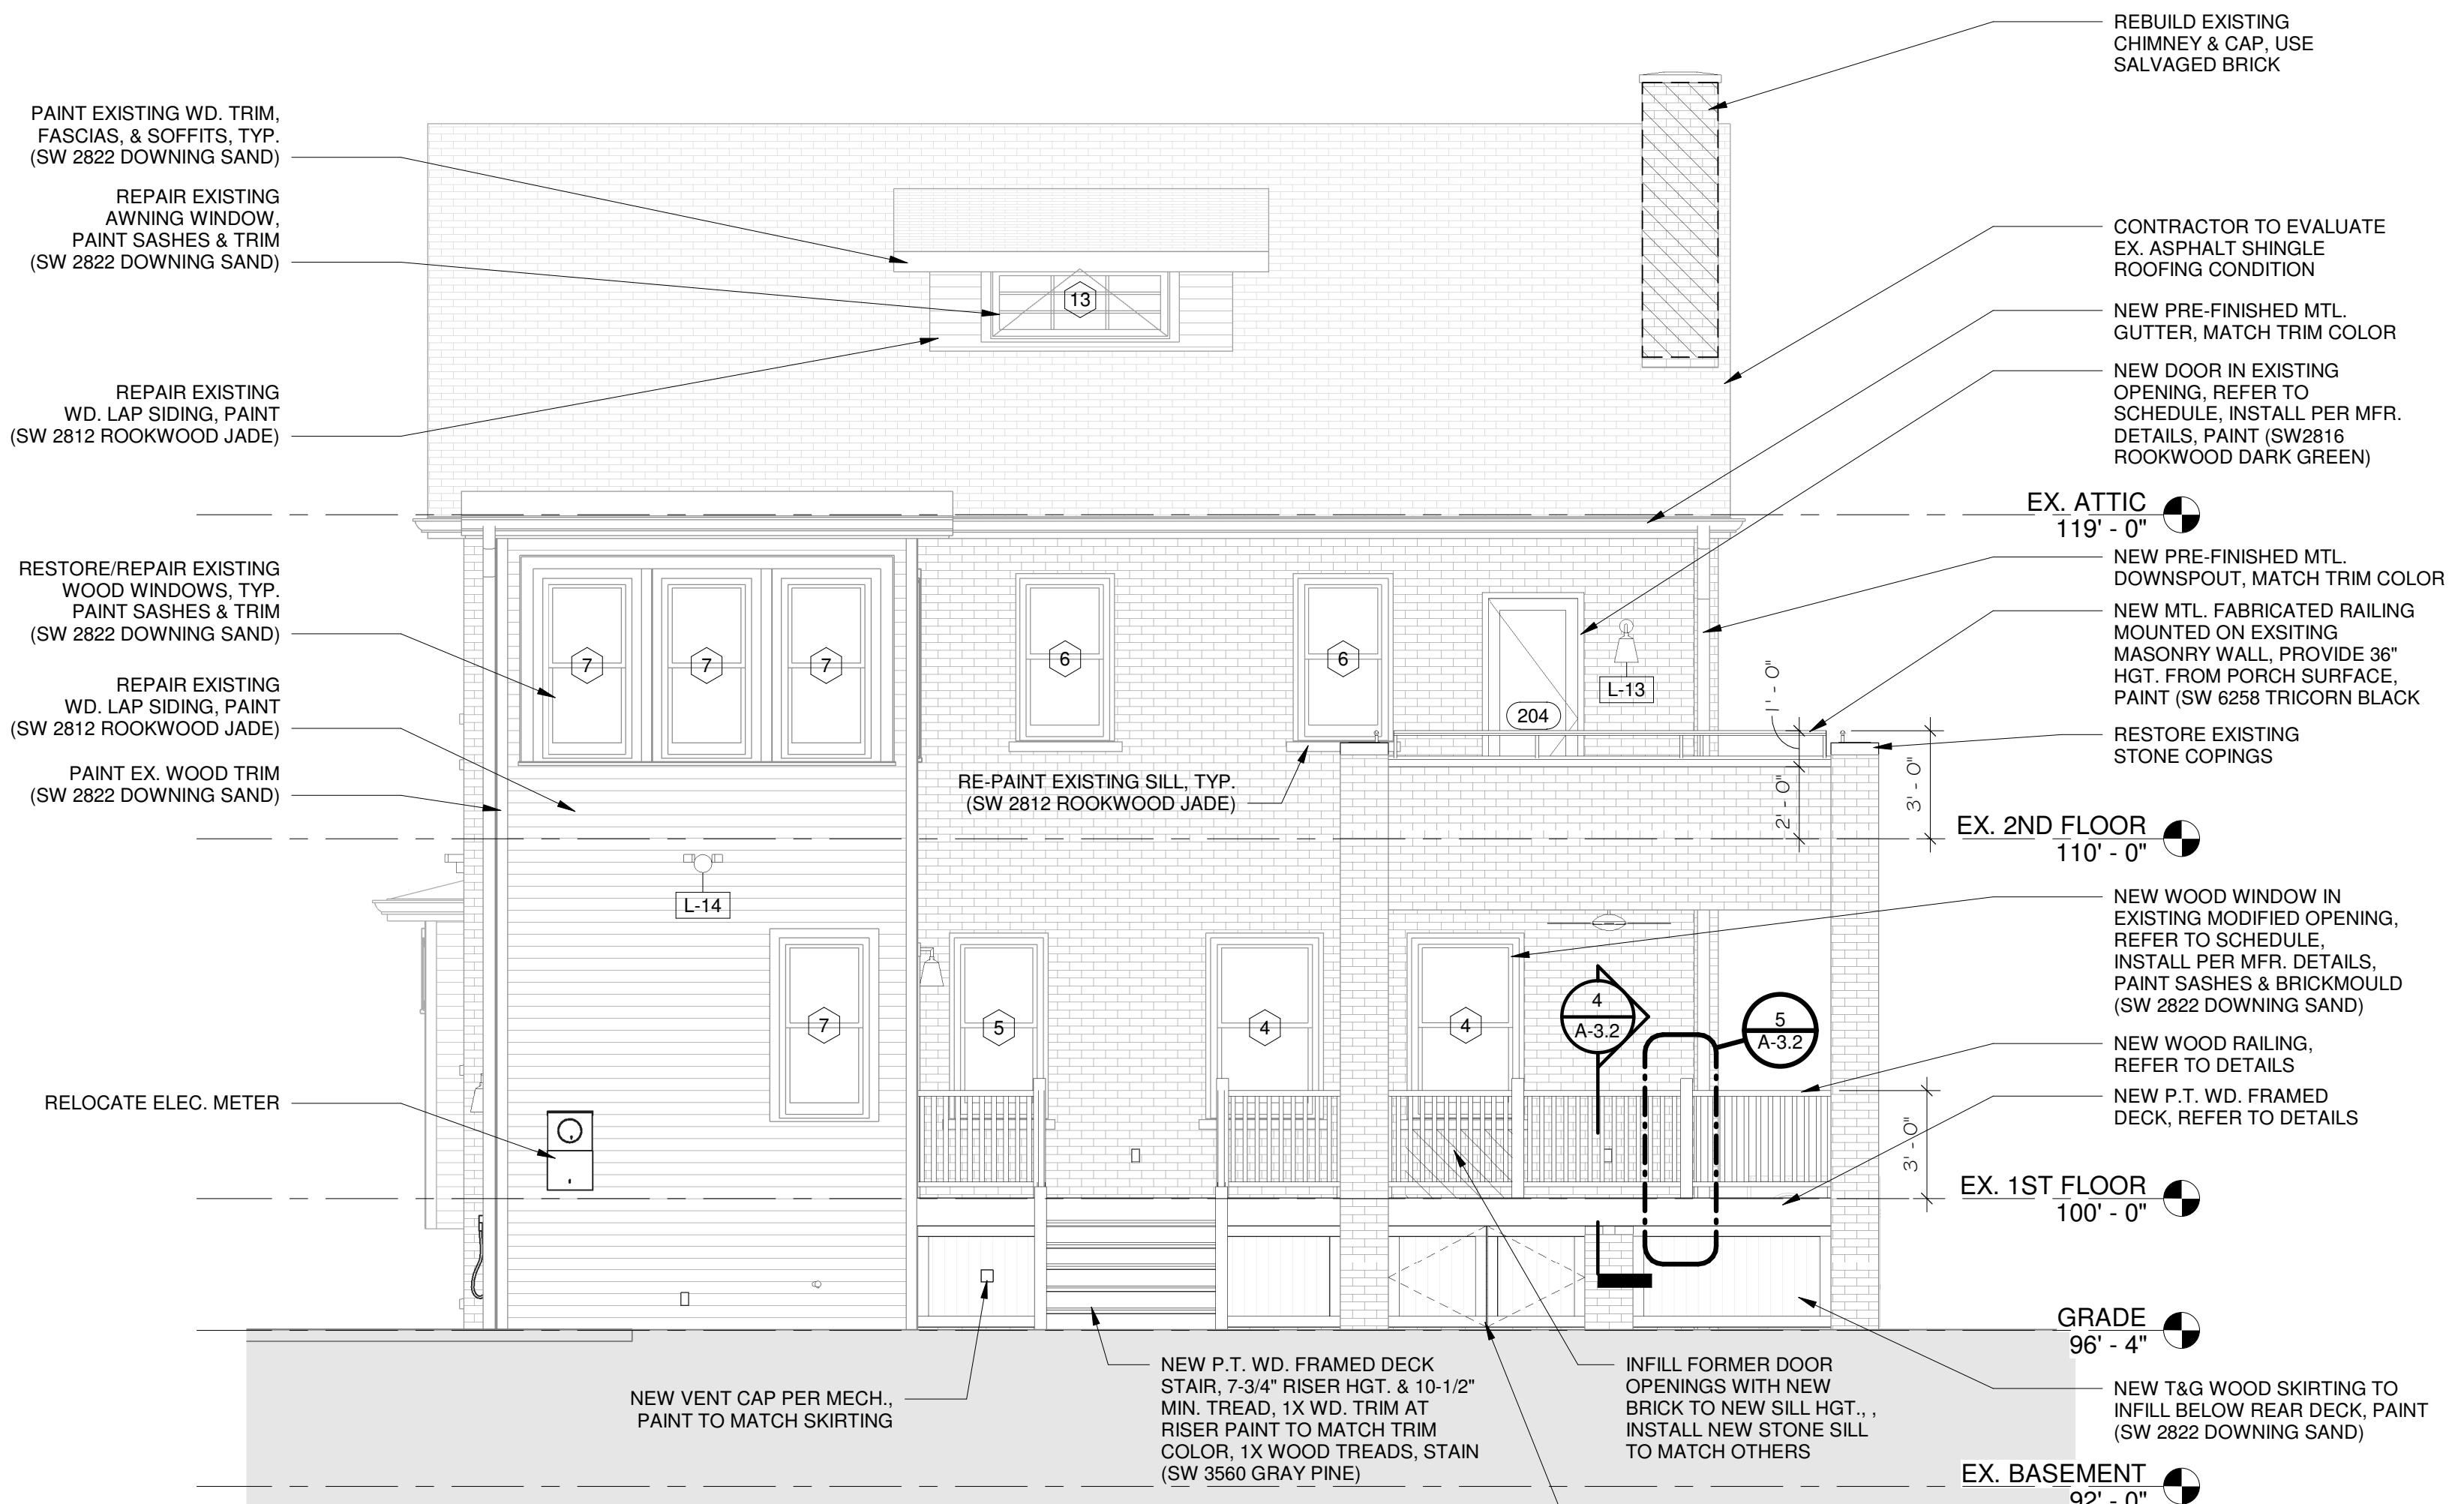 PAINT EXISTING WD. TRIM,
FASCIAS, & SOFFITS, TYP.
(SW 2822 DOWNING SAND)
REPAIR EXISTING
AWNING WINDOW,
PAINT SASHES & TRIM
(SW 2822 DOWNING SAND)
REPAIR EXISTING
WD. LAP SIDING, PAINT
(SW 2812 ROOKWOOD JADE)
RESTORE/REPAIR EXISTING
WOOD WINDOWS, TYP.
PAINT SASHES & TRIM
(SW 2822 DOWNING SAND)
REPAIR EXISTING
WD. LAP SIDING, PAINT
(SW 2812 ROOKWOOD JADE)
PAINT EX. WOOD TRIM
(SW 2822 DOWNING SAND)
RELOCATE ELEC. METER
13
7
7
7
6
6
204
L-13
RE-PAINT EXISTING SILL, TYP.
(SW 2812 ROOKWOOD JADE)
L-14
7
5
4
4
4
A-3.2
5
A-3.2
1' - 0"
2' - 0"
3' - 0"
3' - 0"
NEW VENT CAP PER MECH.,
PAINT TO MATCH SKIRTING
NEW P.T. WD. FRAMED DECK
STAIR, 7-3/4" RISER HGT. & 10-1/2"
MIN. TREAD, 1X WD. TRIM AT
RISER PAINT TO MATCH TRIM
COLOR, 1X WOOD TREADS, STAIN
(SW 3560 GRAY PINE)
INFILL FORMER DOOR
OPENINGS WITH NEW
BRICK TO NEW SILL HGT., ,
INSTALL NEW STONE SILL
TO MATCH OTHERS
REBUILD EXISTING
CHIMNEY & CAP, USE
SALVAGED BRICK
CONTRACTOR TO EVALUATE
EX. ASPHALT SHINGLE
ROOFING CONDITION
NEW PRE-FINISHED MTL.
GUTTER, MATCH TRIM COLOR
NEW DOOR IN EXISTING
OPENING, REFER TO
SCHEDULE, INSTALL PER MFR.
DETAILS, PAINT (SW2816
ROOKWOOD DARK GREEN)
EX. ATTIC
119' - 0"
NEW PRE-FINISHED MTL.
DOWNSPOUT, MATCH TRIM COLOR
NEW MTL. FABRICATED RAILING
MOUNTED ON EXSITING
MASONRY WALL, PROVIDE 36"
HGT. FROM PORCH SURFACE,
PAINT (SW 6258 TRICORN BLACK
RESTORE EXISTING
STONE COPINGS
EX. 2ND FLOOR
110' - 0"
NEW WOOD WINDOW IN
EXISTING MODIFIED OPENING,
REFER TO SCHEDULE,
INSTALL PER MFR. DETAILS,
PAINT SASHES & BRICKMOULD
(SW 2822 DOWNING SAND)
NEW WOOD RAILING,
REFER TO DETAILS
NEW P.T. WD. FRAMED
DECK, REFER TO DETAILS
EX. 1ST FLOOR
100' - 0"
GRADE
96' - 4"
NEW T&G WOOD SKIRTING TO
INFILL BELOW REAR DECK, PAINT
(SW 2822 DOWNING SAND)
EX. BASEMENT
92' - 0"